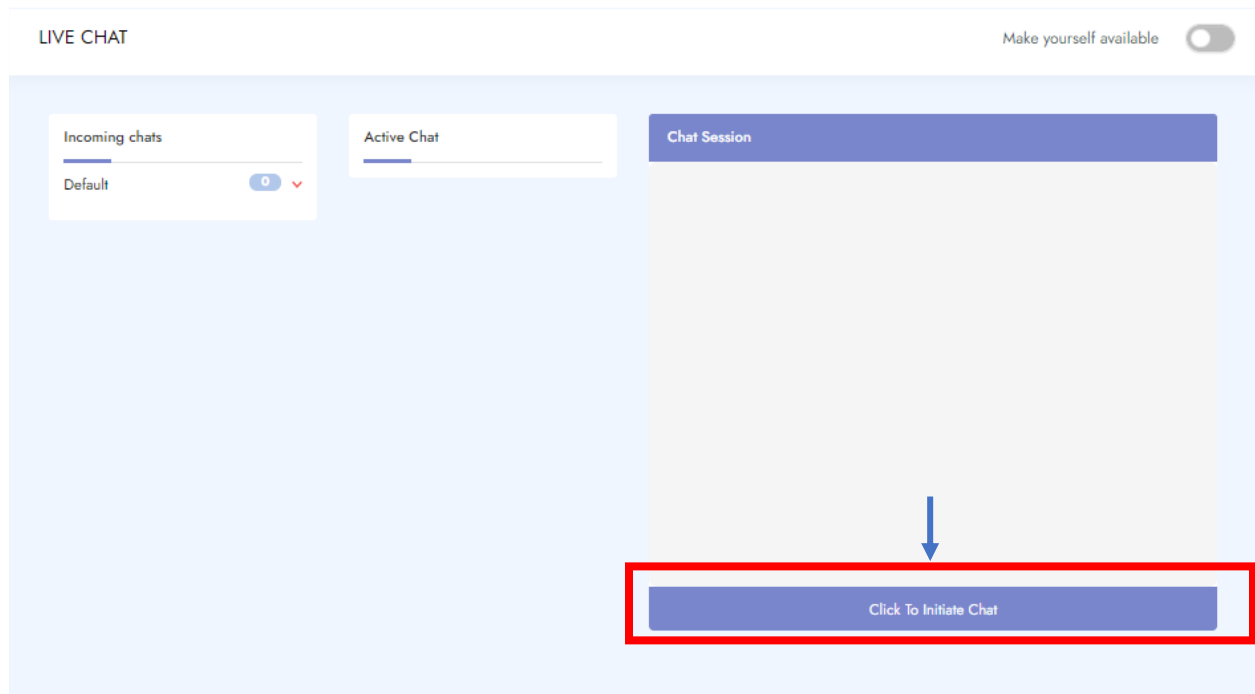 LIVE CHAT
Make yourself available
Incoming chats
Default
0
Active Chat
Chat Session
Click To Initiate Chat